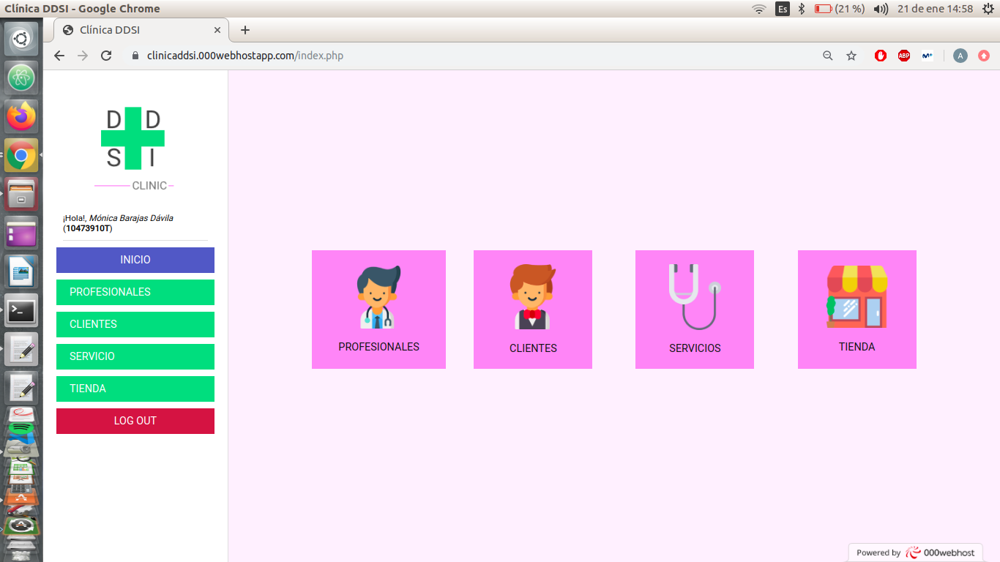 Clínica DDSI - Google Chrome
Es
(21 %)
21 de ene 14:58
Clínica DDSI
clinicaddsi.000webhostapp.com/index.php
ABP
M+
A
D D
S I
CLINIC
¡Hola!, Mónica Barajas Dávila
(10473910T)
INICIO
PROFESIONALES
CLIENTES
SERVICIO
TIENDA
LOG OUT
PROFESIONALES
CLIENTES
SERVICIOS
TIENDA
Powered by 000webhost